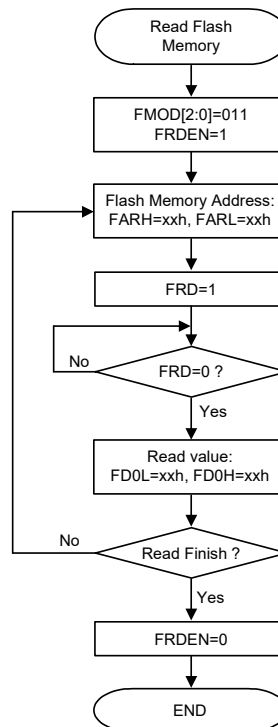 Read Flash
Memory
FMOD[2:0]=011
FRDEN=1
Flash Memory Address:
FARH=xxh, FARL=xxh
FRD=1
No
FRD=0 ?
Yes
Read value:
FD0L=xxh, FD0H=xxh
No
Read Finish ?
Yes
FRDEN=0
END